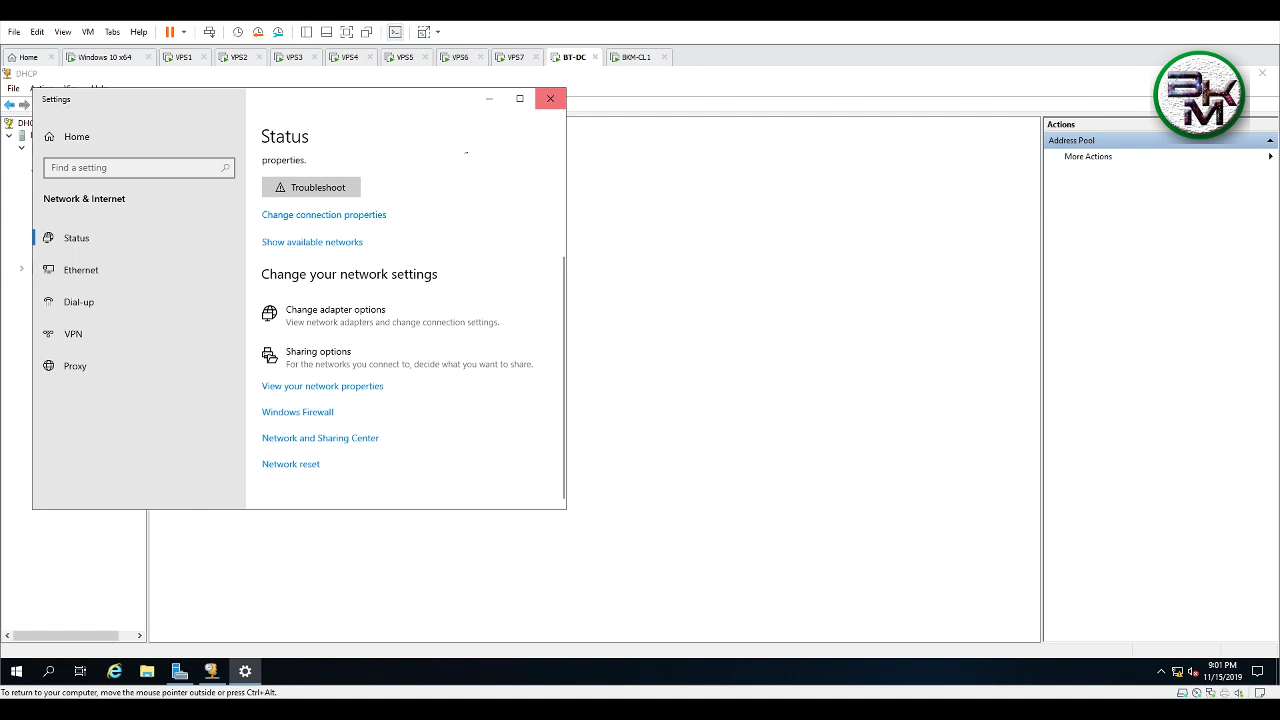 File Edit View VM Tabs Help
Home Windows 10 x64 VPS1 VPS2 VPS3 VPS4 VPS5 VPS6 VPS7 BT-DC BKM-CL1
DHCP
File
BKM
Settings
Home
Find a setting
Network & Internet
Status
Ethernet
Dial-up
VPN
Proxy
Status
properties.
Troubleshoot
Change connection properties
Show available networks
Change your network settings
Change adapter options
View network adapters and change connection settings.
Sharing options
For the networks you connect to, decide what you want to share.
View your network properties
Windows Firewall
Network and Sharing Center
Network reset
Actions
Address Pool
More Actions
9:01 PM
11/15/2019
To return to your computer, move the mouse pointer outside or press Ctrl+Alt.